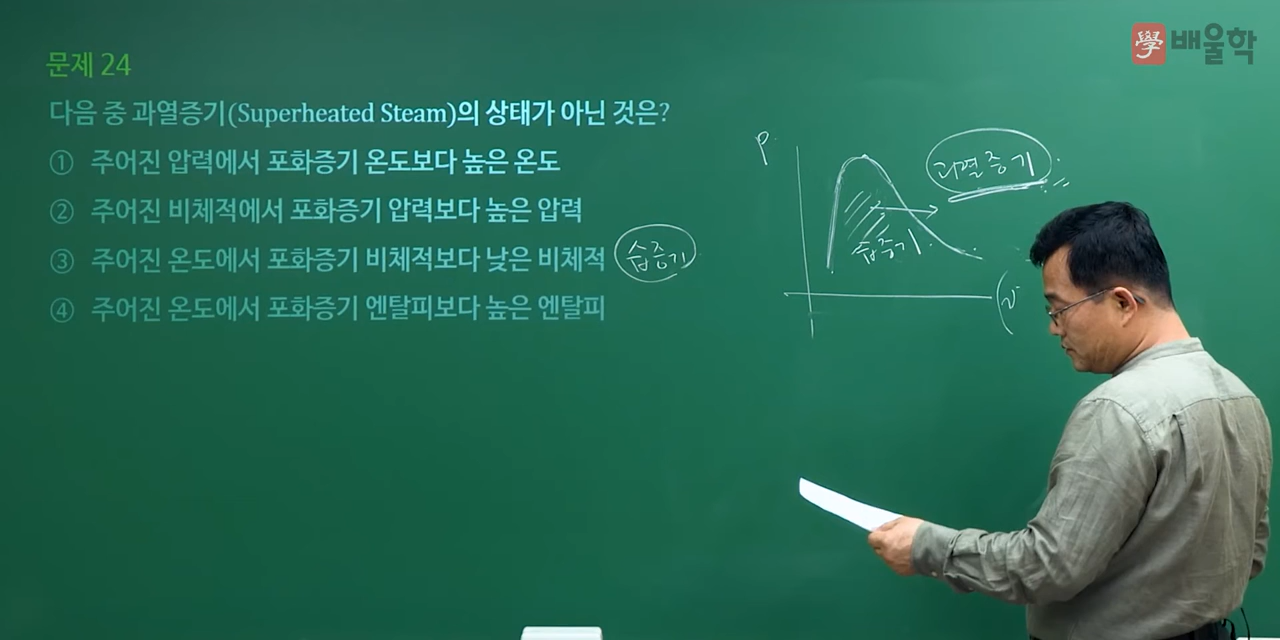 學 배울학
문제 24
다음 중 과열증기(Superheated Steam)의 상태가 아닌 것은?
① 주어진 압력에서 포화증기 온도보다 높은 온도
② 주어진 비체적에서 포화증기 압력보다 높은 압력
③ 주어진 온도에서 포화증기 비체적보다 낮은 비체적 습증기
④ 주어진 온도에서 포화증기 엔탈피보다 높은 엔탈피
P
과열증기
습증기
v